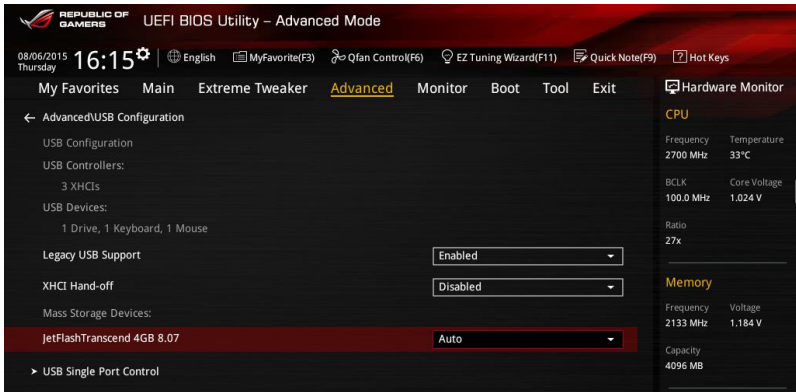 REPUBLIC OF
GAMERS
UEFI BIOS Utility – Advanced Mode
08/06/2015
Thursday
16:15
English
MyFavorite(F3)
Qfan Control(F6)
EZ Tuning Wizard(F11)
Quick Note(F9)
? Hot Keys
My Favorites Main Extreme Tweaker Advanced Monitor Boot Tool Exit
Hardware Monitor
← Advanced\USB Configuration
USB Configuration
USB Controllers:
3 XHCIs
USB Devices:
1 Drive, 1 Keyboard, 1 Mouse
Legacy USB Support Enabled
XHCI Hand-off Disabled
Mass Storage Devices:
JetFlashTranscend 4GB 8.07 Auto
> USB Single Port Control
CPU
Frequency Temperature
2700 MHz 33°C
BCLK Core Voltage
100.0 MHz 1.024 V
Ratio
27x
Memory
Frequency Voltage
2133 MHz 1.184 V
Capacity
4096 MB